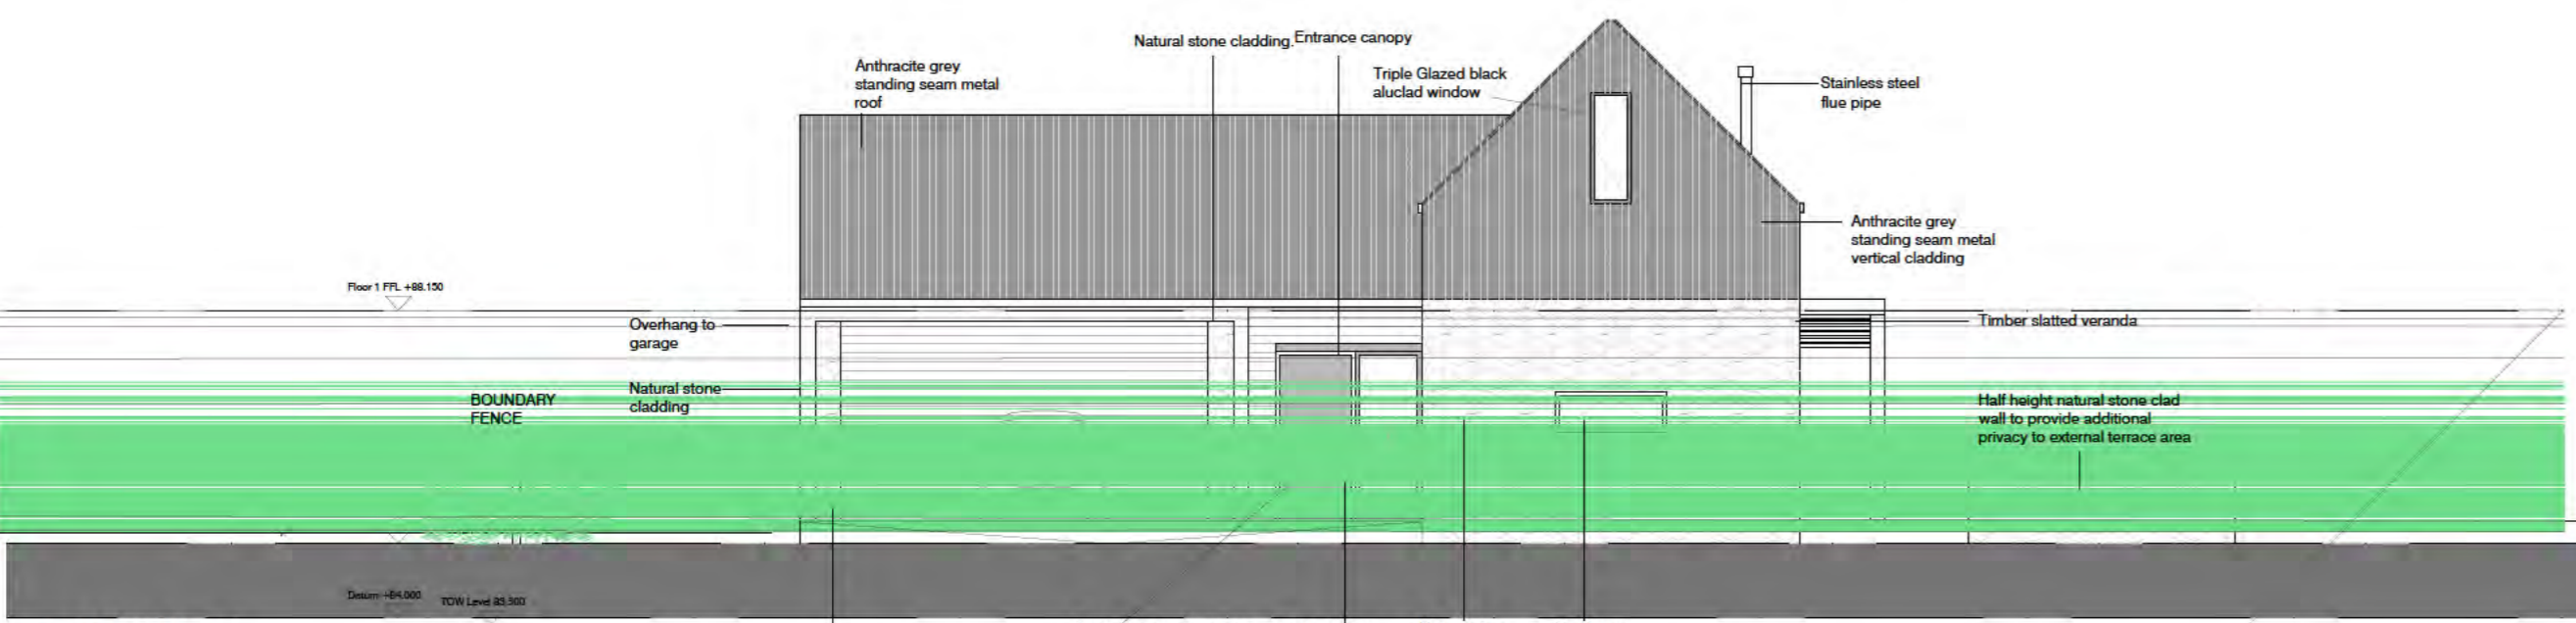 Natural stone cladding.
Entrance canopy
Anthracite grey
standing seam metal
roof
Triple Glazed black
aluclad window
Stainless steel
flue pipe
Anthracite grey
standing seam metal
vertical cladding
Floor 1 FFL +88.150
Overhang to
garage
Timber slatted veranda
Natural stone
cladding
BOUNDARY
FENCE
Half height natural stone clad
wall to provide additional
privacy to external terrace area
Datum +84.000
TOW Level